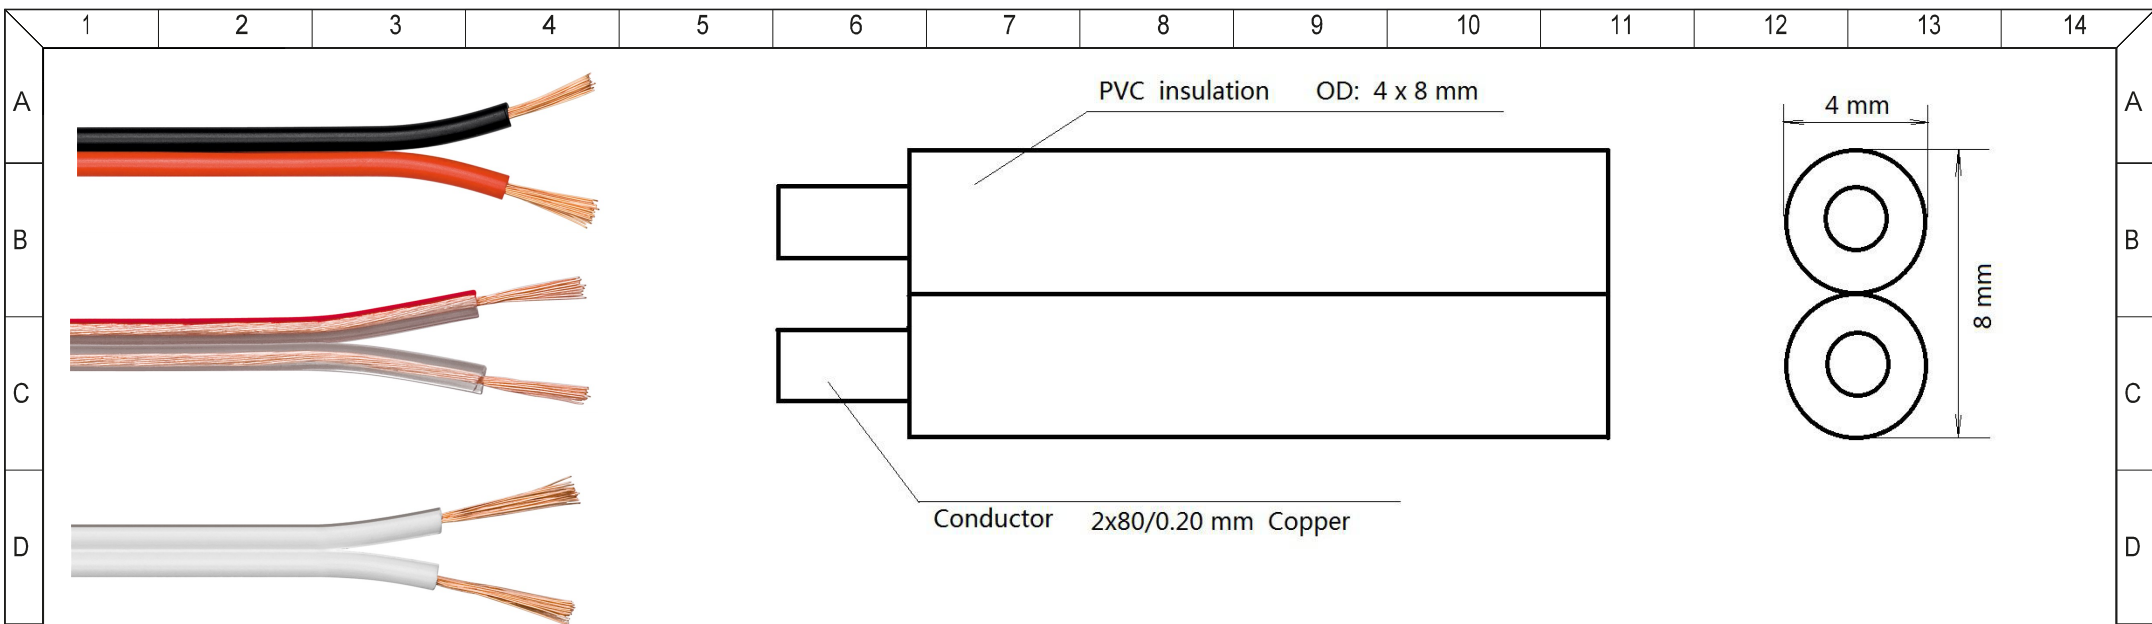 1 2 3 4 5 6 7 8 9 10 11 12 13 14
A A
PVC insulation OD: 4 x 8 mm
4 mm
B B
8 mm
C C
Conductor 2x80/0.20 mm Copper
D D